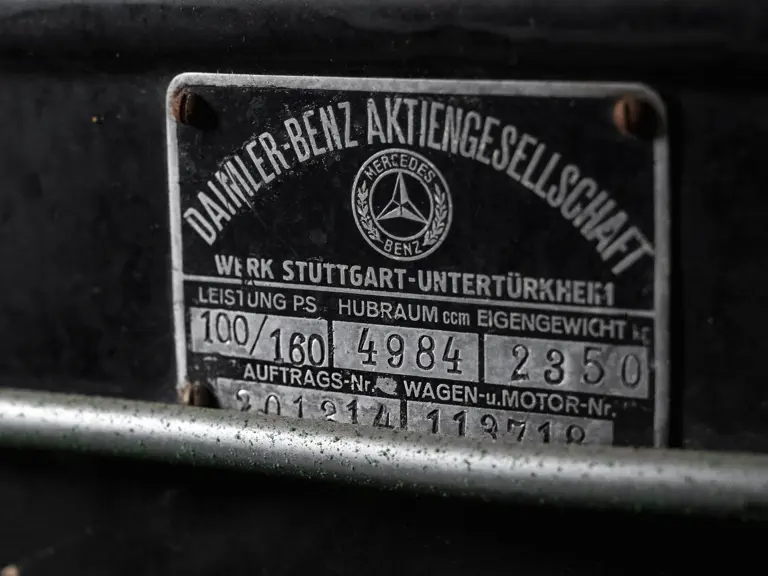 DAIMLER-BENZ AKTIENGESELLSCHAFT
MERCEDES
BENZ
WERK STUTTGART-UNTERTÜRKHEIM
LEISTUNG PS HUBRAUM ccm EIGENGEWICHT
100/160 4984 2350
AUFTRAGS-Nr. WAGEN-u.MOTOR-Nr.